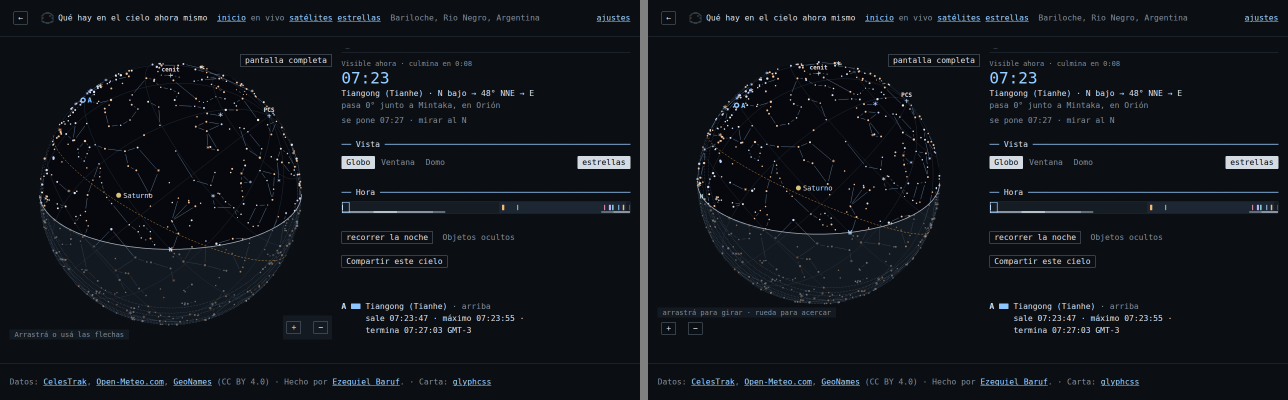 ← Qué hay en el cielo ahora mismo inicio en vivo satélites estrellas Bariloche, Río Negro, Argentina ajustes
pantalla completa
cenit
A
PCS
Saturno
Arrastrá o usá las flechas
+ −
Visible ahora · culmina en 0:08
07:23
Tiangong (Tianhe) · N bajo → 48° NNE → E
pasa 0° junto a Mintaka, en Orión
se pone 07:27 · mirar al N
Vista
Globo Ventana Domo estrellas
Hora
recorrer la noche Objetos ocultos
Compartir este cielo
A Tiangong (Tianhe) · arriba
sale 07:23:47 · máximo 07:23:55 ·
termina 07:27:03 GMT-3
Datos: CelesTrak, Open-Meteo.com, GeoNames (CC BY 4.0) · Hecho por Ezequiel Baruf. · Carta: glyphcss
← Qué hay en el cielo ahora mismo inicio en vivo satélites estrellas Bariloche, Río Negro, Argentina ajustes
pantalla completa
cenit
A
PCS
Saturno
arrastrá para girar · rueda para acercar
+ −
Visible ahora · culmina en 0:08
07:23
Tiangong (Tianhe) · N bajo → 48° NNE → E
pasa 0° junto a Mintaka, en Orión
se pone 07:27 · mirar al N
Vista
Globo Ventana Domo estrellas
Hora
recorrer la noche Objetos ocultos
Compartir este cielo
A Tiangong (Tianhe) · arriba
sale 07:23:47 · máximo 07:23:55 ·
termina 07:27:03 GMT-3
Datos: CelesTrak, Open-Meteo.com, GeoNames (CC BY 4.0) · Hecho por Ezequiel Baruf. · Carta: glyphcss